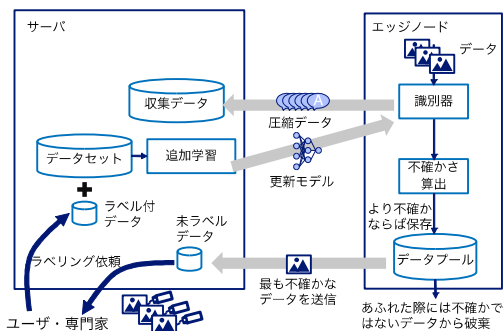 サーバ
収集データ
データセット
追加学習
ラベル付
データ
未ラベル
データ
ラベリング依頼
ユーザ・専門家
A
圧縮データ
更新モデル
最も不確かな
データを送信
エッジノード
データ
識別器
不確かさ
算出
より不確か
ならば保存
データプール
あふれた際には不確かで
はないデータから破棄